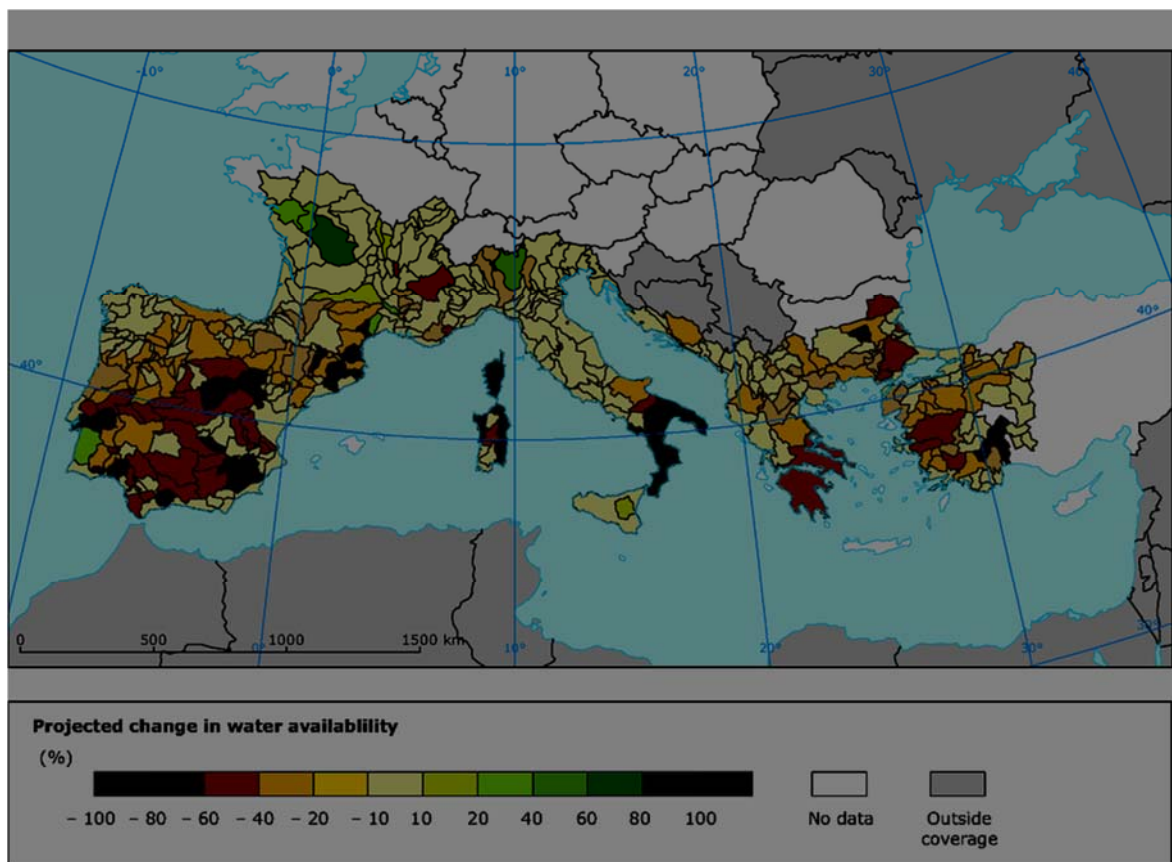 -10° 0° 10° 20° 30° 40°
40° 40°
0 500 1000 1500 km
0° 10° 20° 30° 30°
Projected change in water availablility
(%)
– 100 – 80 – 60 – 40 – 20 – 10 10 20 40 60 80 100
No data
Outside
coverage